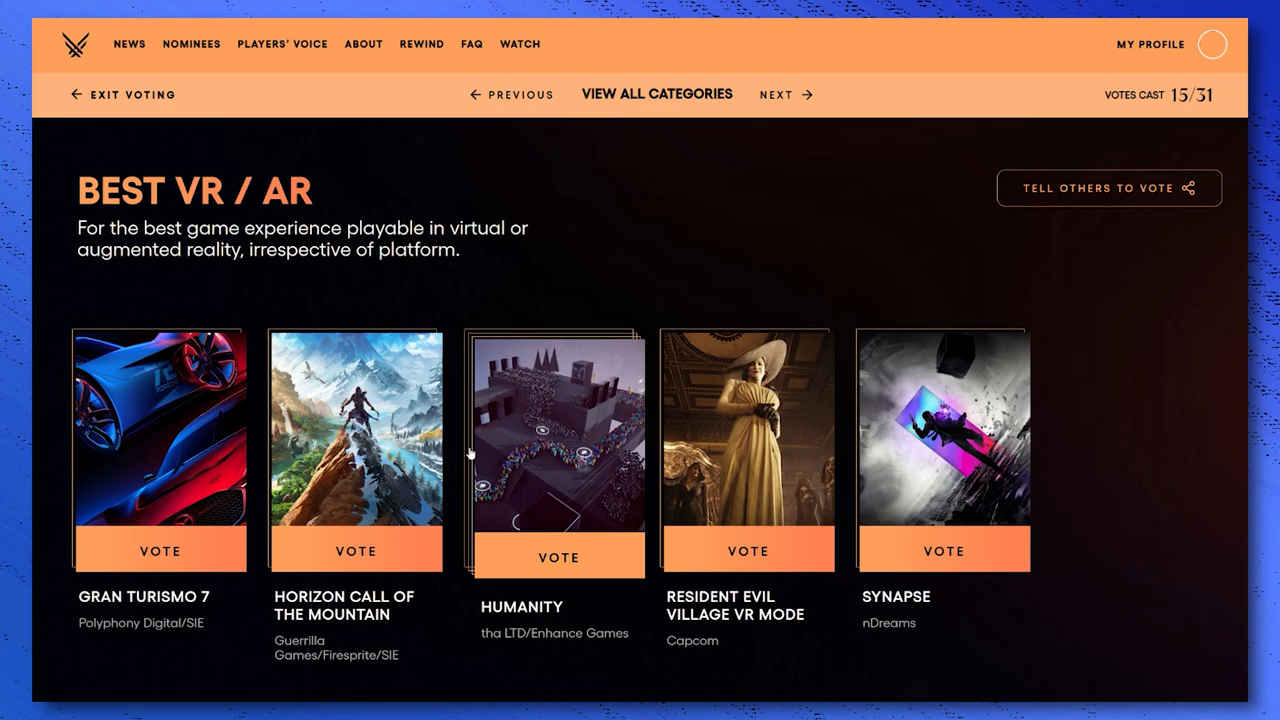 NEWS NOMINEES PLAYERS' VOICE ABOUT REWIND FAQ WATCH MY PROFILE
← EXIT VOTING ← PREVIOUS VIEW ALL CATEGORIES NEXT → VOTES CAST 15/31
BEST VR / AR
TELL OTHERS TO VOTE
For the best game experience playable in virtual or
augmented reality, irrespective of platform.
VOTE VOTE VOTE VOTE VOTE
GRAN TURISMO 7
Polyphony Digital/SIE
HORIZON CALL OF
THE MOUNTAIN
Guerrilla
Games/Firesprite/SIE
HUMANITY
tha LTD/Enhance Games
RESIDENT EVIL
VILLAGE VR MODE
Capcom
SYNAPSE
nDreams